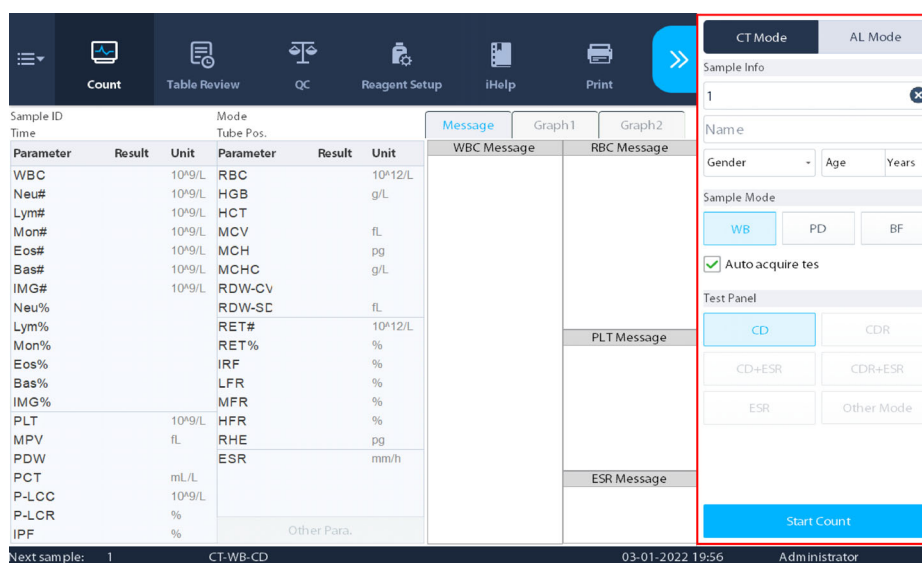 Count
Table Review
QC
Reagent Setup
iHelp
Print
Sample ID
Mode
Time
Tube Pos.
Parameter Result Unit Parameter Result Unit
WBC 10^9/L RBC 10^12/L
Neu# 10^9/L HGB g/L
Lym# 10^9/L HCT
Mon# 10^9/L MCV fL
Eos# 10^9/L MCH pg
Bas# 10^9/L MCHC g/L
IMG# 10^9/L RDW-CV
Neu% RDW-SD fL
Lym% RET# 10^12/L
Mon% RET% %
Eos% IRF %
Bas% LFR %
IMG% MFR %
PLT 10^9/L HFR %
MPV fL RHE pg
PDW ESR mm/h
PCT mL/L
P-LCC 10^9/L
P-LCR %
IPF %
Other Para.
Message Graph1 Graph2
WBC Message
RBC Message
PLT Message
ESR Message
CT Mode AL Mode
Sample Info
1
Name
Gender Age Years
Sample Mode
WB PD BF
Auto acquire tes
Test Panel
CD CDR
CD+ESR CDR+ESR
ESR Other Mode
Start Count
Next sample: 1 CT-WB-CD 03-01-2022 19:56 Administrator